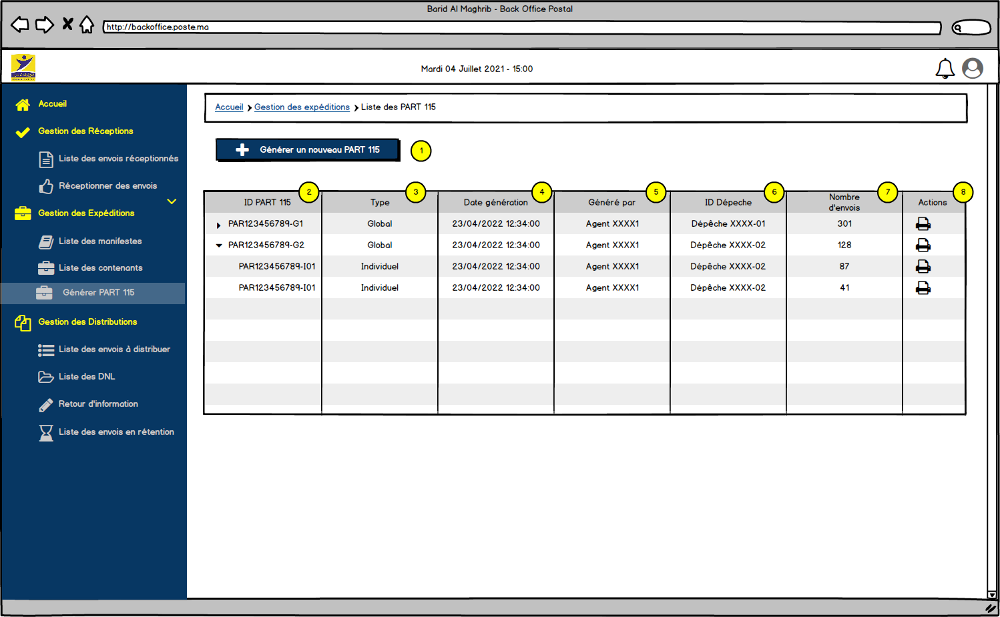 Barid Al Maghrib - Back Office Postal
http://backoffice.poste.ma
Mardi 04 Juillet 2021 - 15:00
Accueil
Gestion des Réceptions
Liste des envois réceptionnés
Réceptionner des envois
Gestion des Expéditions
Liste des manifestes
Liste des contenants
Générer PART 115
Gestion des Distributions
Liste des envois à distribuer
Liste des DNL
Retour d'information
Liste des envois en rétention
Accueil Gestion des expéditions Liste des PART 115
Générer un nouveau PART 115 1
ID PART 115 2 Type 3 Date génération 4 Généré par 5 ID Dépeche 6 Nombre d'envois 7 Actions 8
PAR123456789-G1 Global 23/04/2022 12:34:00 Agent XXXX1 Dépêche XXXX-01 301
PAR123456789-G2 Global 23/04/2022 12:34:00 Agent XXXX1 Dépêche XXXX-02 128
PAR123456789-I01 Individuel 23/04/2022 12:34:00 Agent XXXX1 Dépêche XXXX-02 87
PAR123456789-I01 Individuel 23/04/2022 12:34:00 Agent XXXX1 Dépêche XXXX-02 41